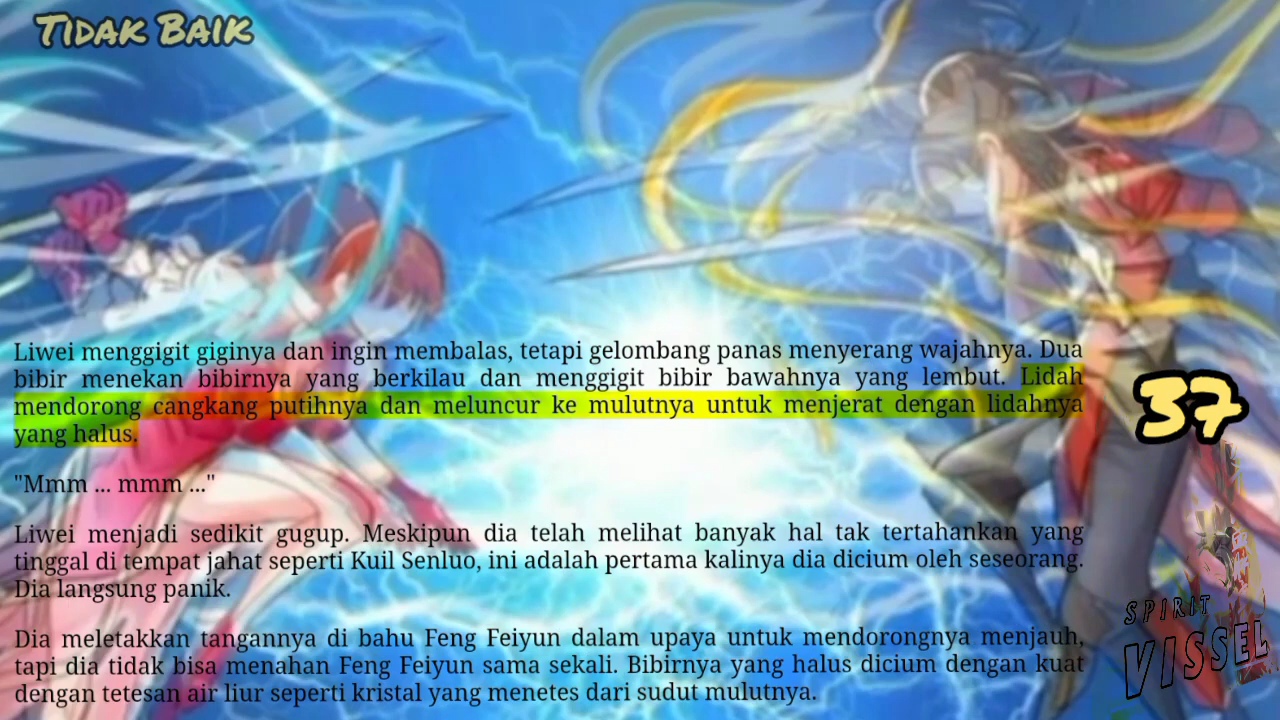 Tidak Baik
Liwei menggigit giginya dan ingin membalas, tetapi gelombang panas menyerang wajahnya. Dua
bibir menekan bibirnya yang berkilau dan menggigit bibir bawahnya yang lembut. Lidah
mendorong cangkang putihnya dan meluncur ke mulutnya untuk menjerat dengan lidahnya
yang halus.
"Mmm ... mmm ..."
Liwei menjadi sedikit gugup. Meskipun dia telah melihat banyak hal tak tertahankan yang
tinggal di tempat jahat seperti Kuil Senluo, ini adalah pertama kalinya dia dicium oleh seseorang.
Dia langsung panik.
Dia meletakkan tangannya di bahu Feng Feiyun dalam upaya untuk mendorongnya menjauh,
tapi dia tidak bisa menahan Feng Feiyun sama sekali. Bibirnya yang halus dicium dengan kuat
dengan tetesan air liur seperti kristal yang menetes dari sudut mulutnya.
37
SPIRIT
VISSEL